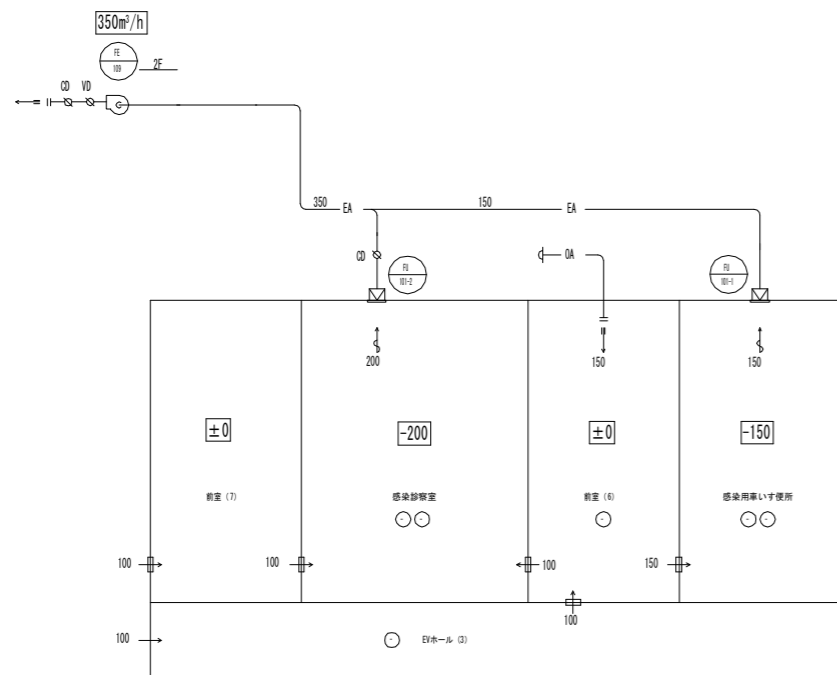 350m³/h
FE
109
2F
CD VD
350 EA 150 EA
CD
FU
101-2
OA
FU
101-1
200 150 150
±0 -200 ±0 -150
前室 (7) 感染診察室 前室 (6) 感染用車いす便所
- - - - -
100 100 100 150
100
100 - EVホール (3)